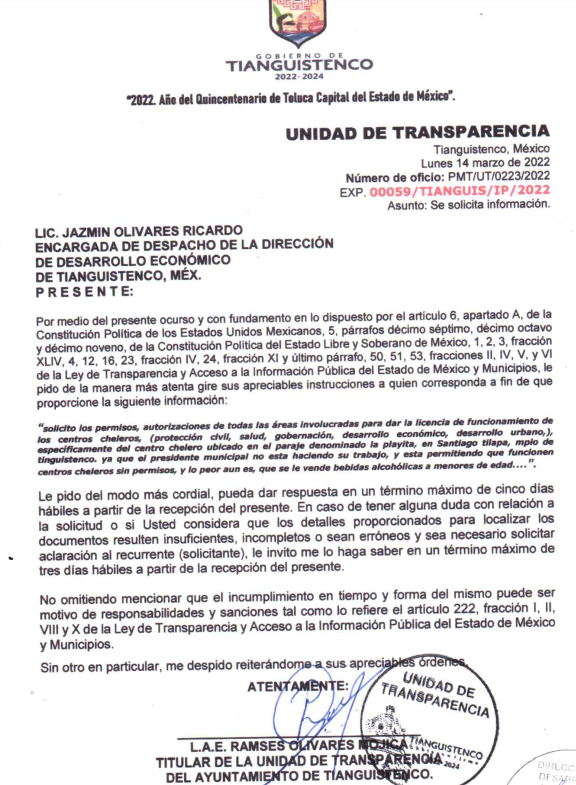 GOBIERNO DE
TIANGUISTENCO
2022-2024
"2022. Año del Quincentenario de Toluca Capital del Estado de México".
UNIDAD DE TRANSPARENCIA
Tianguistenco, México
Lunes 14 marzo de 2022
Número de oficio: PMT/UT/0223/2022
EXP. 00059/TIANGUIS/IP/2022
Asunto: Se solicita información.
LIC. JAZMIN OLIVARES RICARDO
ENCARGADA DE DESPACHO DE LA DIRECCIÓN
DE DESARROLLO ECONÓMICO
DE TIANGUISTENCO, MÉX.
P R E S E N T E:
Por medio del presente ocurso y con fundamento en lo dispuesto por el artículo 6, apartado A, de la
Constitución Política de los Estados Unidos Mexicanos, 5, párrafos décimo séptimo, décimo octavo
y décimo noveno, de la Constitución Política del Estado Libre y Soberano de México, 1, 2, 3, fracción
XLIV, 4, 12, 16, 23, fracción IV, 24, fracción XI y último párrafo, 50, 51, 53, fracciones II, IV, V, y VI
de la Ley de Transparencia y Acceso a la Información Pública del Estado de México y Municipios, le
pido de la manera más atenta gire sus apreciables instrucciones a quien corresponda a fin de que
proporcione la siguiente información:
"solicito los permisos, autorizaciones de todas las áreas involucradas para dar la licencia de funcionamiento de
los centros cheleros, (protección civil, salud, gobernación, desarrollo económico, desarrollo urbano,),
específicamente del centro chelero ubicado en el paraje denominado la playita, en Santiago tilapa, mpio de
tinguistenco. ya que el presidente municipal no esta haciendo su trabajo, y esta permitiendo que funcionen
centros cheleros sin permisos, y lo peor aun es, que se le vende bebidas alcohólicas a menores de edad....".
Le pido del modo más cordial, pueda dar respuesta en un término máximo de cinco días
hábiles a partir de la recepción del presente. En caso de tener alguna duda con relación a
la solicitud o si Usted considera que los detalles proporcionados para localizar los
documentos resulten insuficientes, incompletos o sean erróneos y sea necesario solicitar
aclaración al recurrente (solicitante), le invito me lo haga saber en un término máximo de
tres días hábiles a partir de la recepción del presente.
No omitiendo mencionar que el incumplimiento en tiempo y forma del mismo puede ser
motivo de responsabilidades y sanciones tal como lo refiere el artículo 222, fracción I, II,
VIII y X de la Ley de Transparencia y Acceso a la Información Pública del Estado de México
y Municipios.
Sin otro en particular, me despido reiterándome a sus apreciables órdenes.
ATENTAMENTE:
UNIDAD DE
TRANSPARENCIA
TIANGUISTENCO
2024
L.A.E. RAMSES OLIVARES MOJICA
TITULAR DE LA UNIDAD DE TRANSPARENCIA
DEL AYUNTAMIENTO DE TIANGUISTENCO.